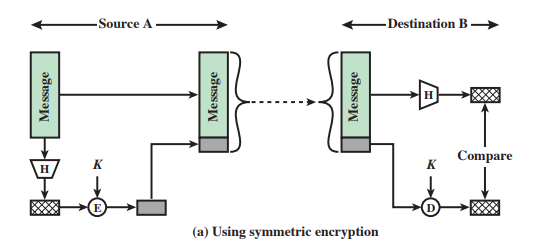 Source A
Destination B
Message
Message
Message
H
H
K
K
Compare
E
D
(a) Using symmetric encryption